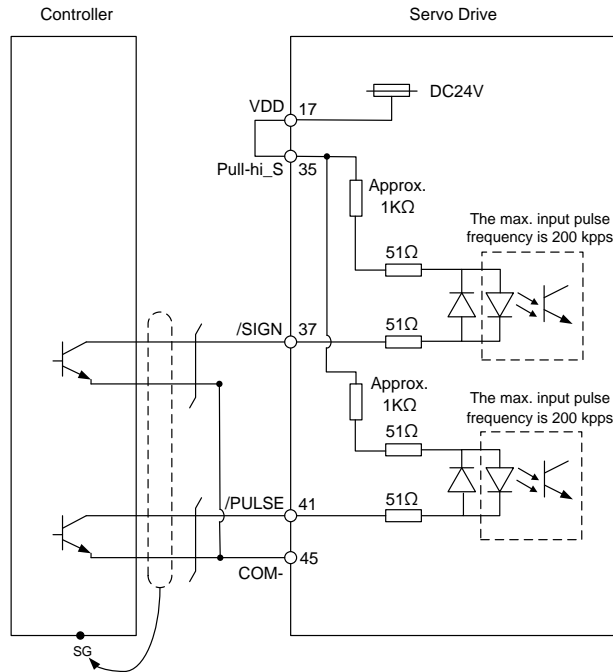 Controller
Servo Drive
VDD
17
DC24V
Pull-hi_S
35
Approx.
1KΩ
The max. input pulse
frequency is 200 kpps
51Ω
/SIGN
37
51Ω
Approx.
1KΩ
The max. input pulse
frequency is 200 kpps
51Ω
/PULSE
41
51Ω
45
COM-
SG